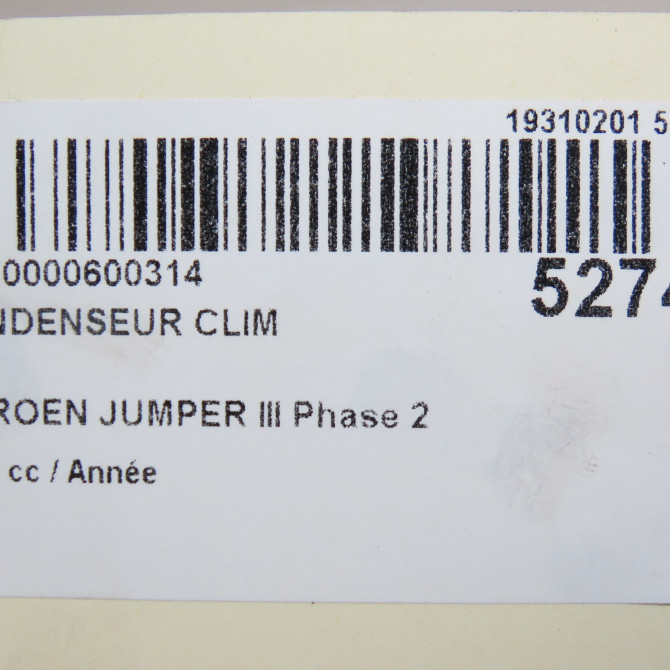 19310201 5
0000600314
5274
NDENSEUR CLIM
ROEN JUMPER III Phase 2
cc / Année